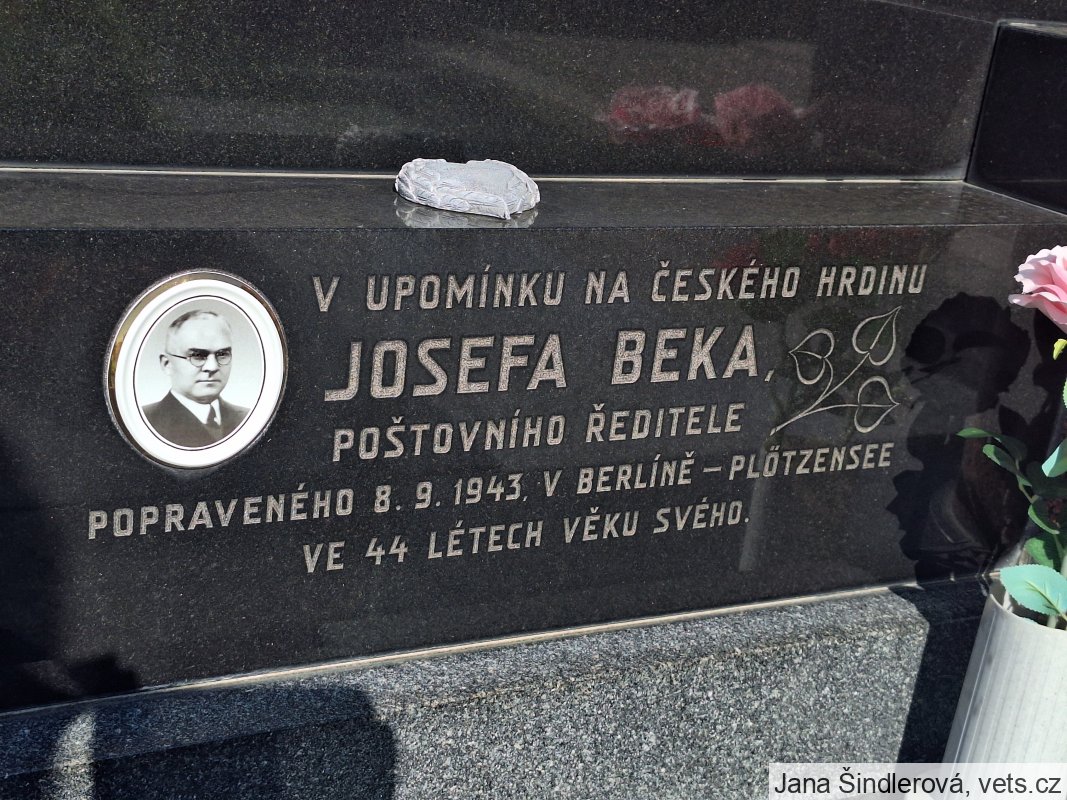 V UPOMÍNKU NA ČESKÉHO HRDINU
JOSEFA BEKA,
POŠTOVNÍHO ŘEDITELE
POPRAVENÉHO 8. 9. 1943, V BERLÍNĚ – PLÖTZENSEE
VE 44 LÉTECH VĚKU SVÉHO.
Jana Šindlerová, vets.cz